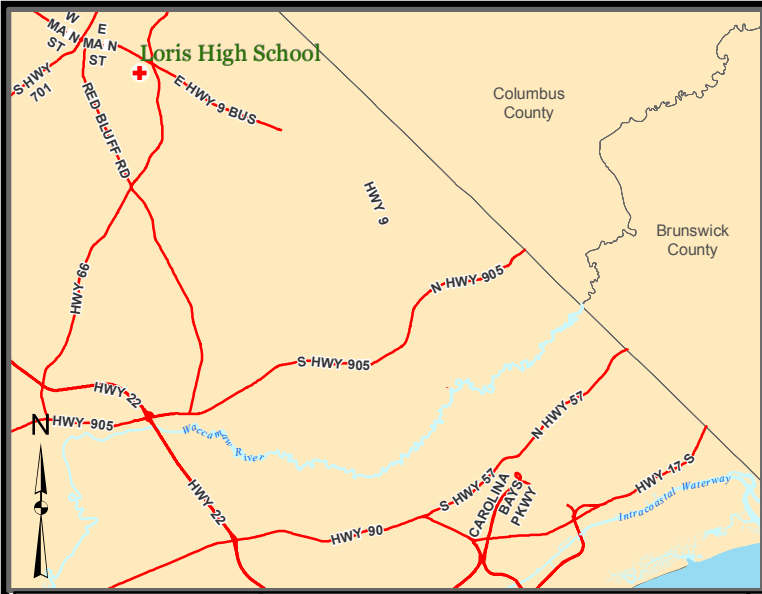 W
MAIN
ST
E
MAIN
ST
Loris High School
S HWY
701
E HWY 9 BUS
RED BLUFF RD
Columbus
County
HWY 9
Brunswick
County
HWY 66
N HWY 905
S HWY 905
HWY 22
HWY 905
N
Waccamaw River
N HWY 57
S HWY 57
CAROLINA
BAYS
PKWY
HWY 17 S
HWY 22
Intracoastal Waterway
HWY 90